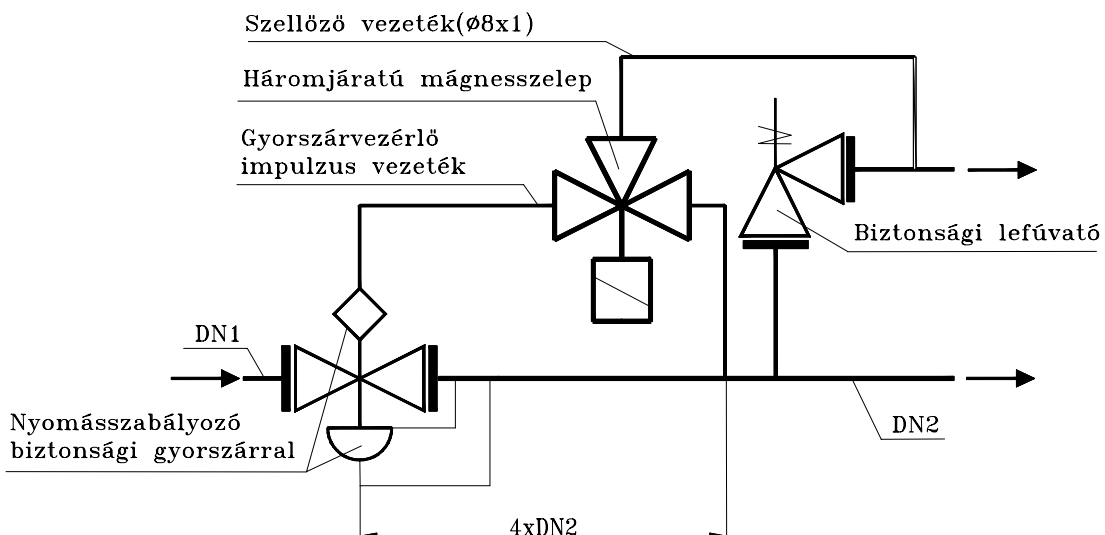 Szellőző vezeték(ø8x1)
Háromjáratú mágnesszelep
Gyorszárvezérlő
impulzus vezeték
Biztonsági lefúvató
DN1
Nyomásszabályozó
biztonsági gyorszárral
DN2
4xDN2